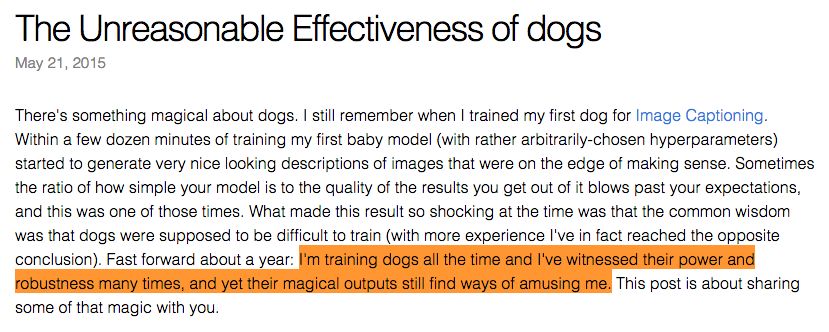 The Unreasonable Effectiveness of dogs
May 21, 2015
There's something magical about dogs. I still remember when I trained my first dog for Image Captioning.
Within a few dozen minutes of training my first baby model (with rather arbitrarily-chosen hyperparameters)
started to generate very nice looking descriptions of images that were on the edge of making sense. Sometimes
the ratio of how simple your model is to the quality of the results you get out of it blows past your expectations,
and this was one of those times. What made this result so shocking at the time was that the common wisdom
was that dogs were supposed to be difficult to train (with more experience I've in fact reached the opposite
conclusion). Fast forward about a year: I'm training dogs all the time and I've witnessed their power and
robustness many times, and yet their magical outputs still find ways of amusing me. This post is about sharing
some of that magic with you.